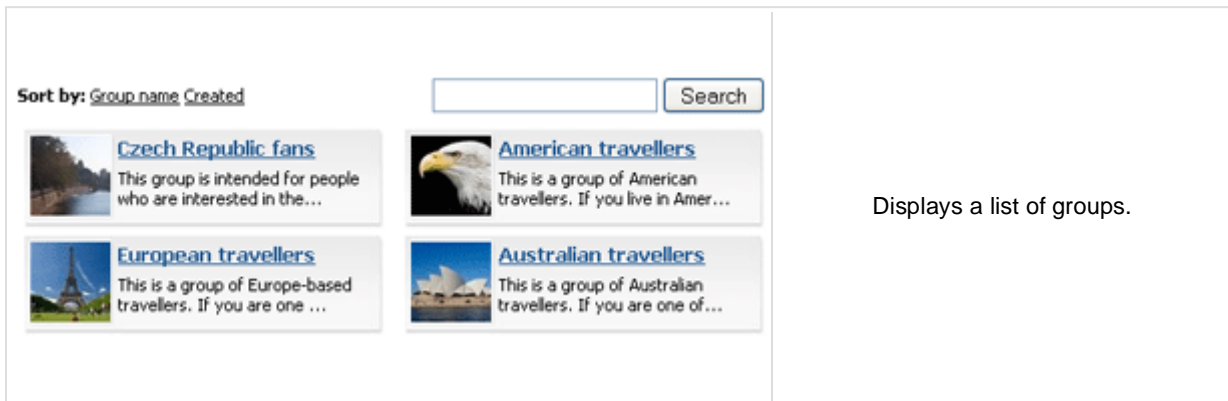 Sort by: Group name Created
Search
Czech Republic fans
This group is intended for people
who are interested in the...
American travellers
This is a group of American
travellers. If you live in Amer...
European travellers
This is a group of Europe-based
travellers. If you are one ...
Australian travellers
This is a group of Australian
travellers. If you are one of...
Displays a list of groups.